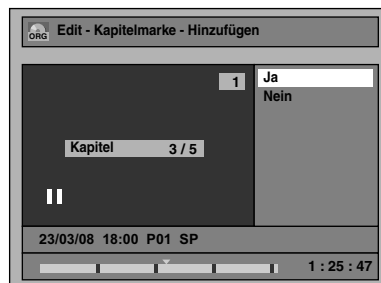 ORG Edit - Kapitelmarke - Hinzufügen
1
Ja
Nein
Kapitel 3 / 5
23/03/08 18:00 P01 SP
1 : 25 : 47